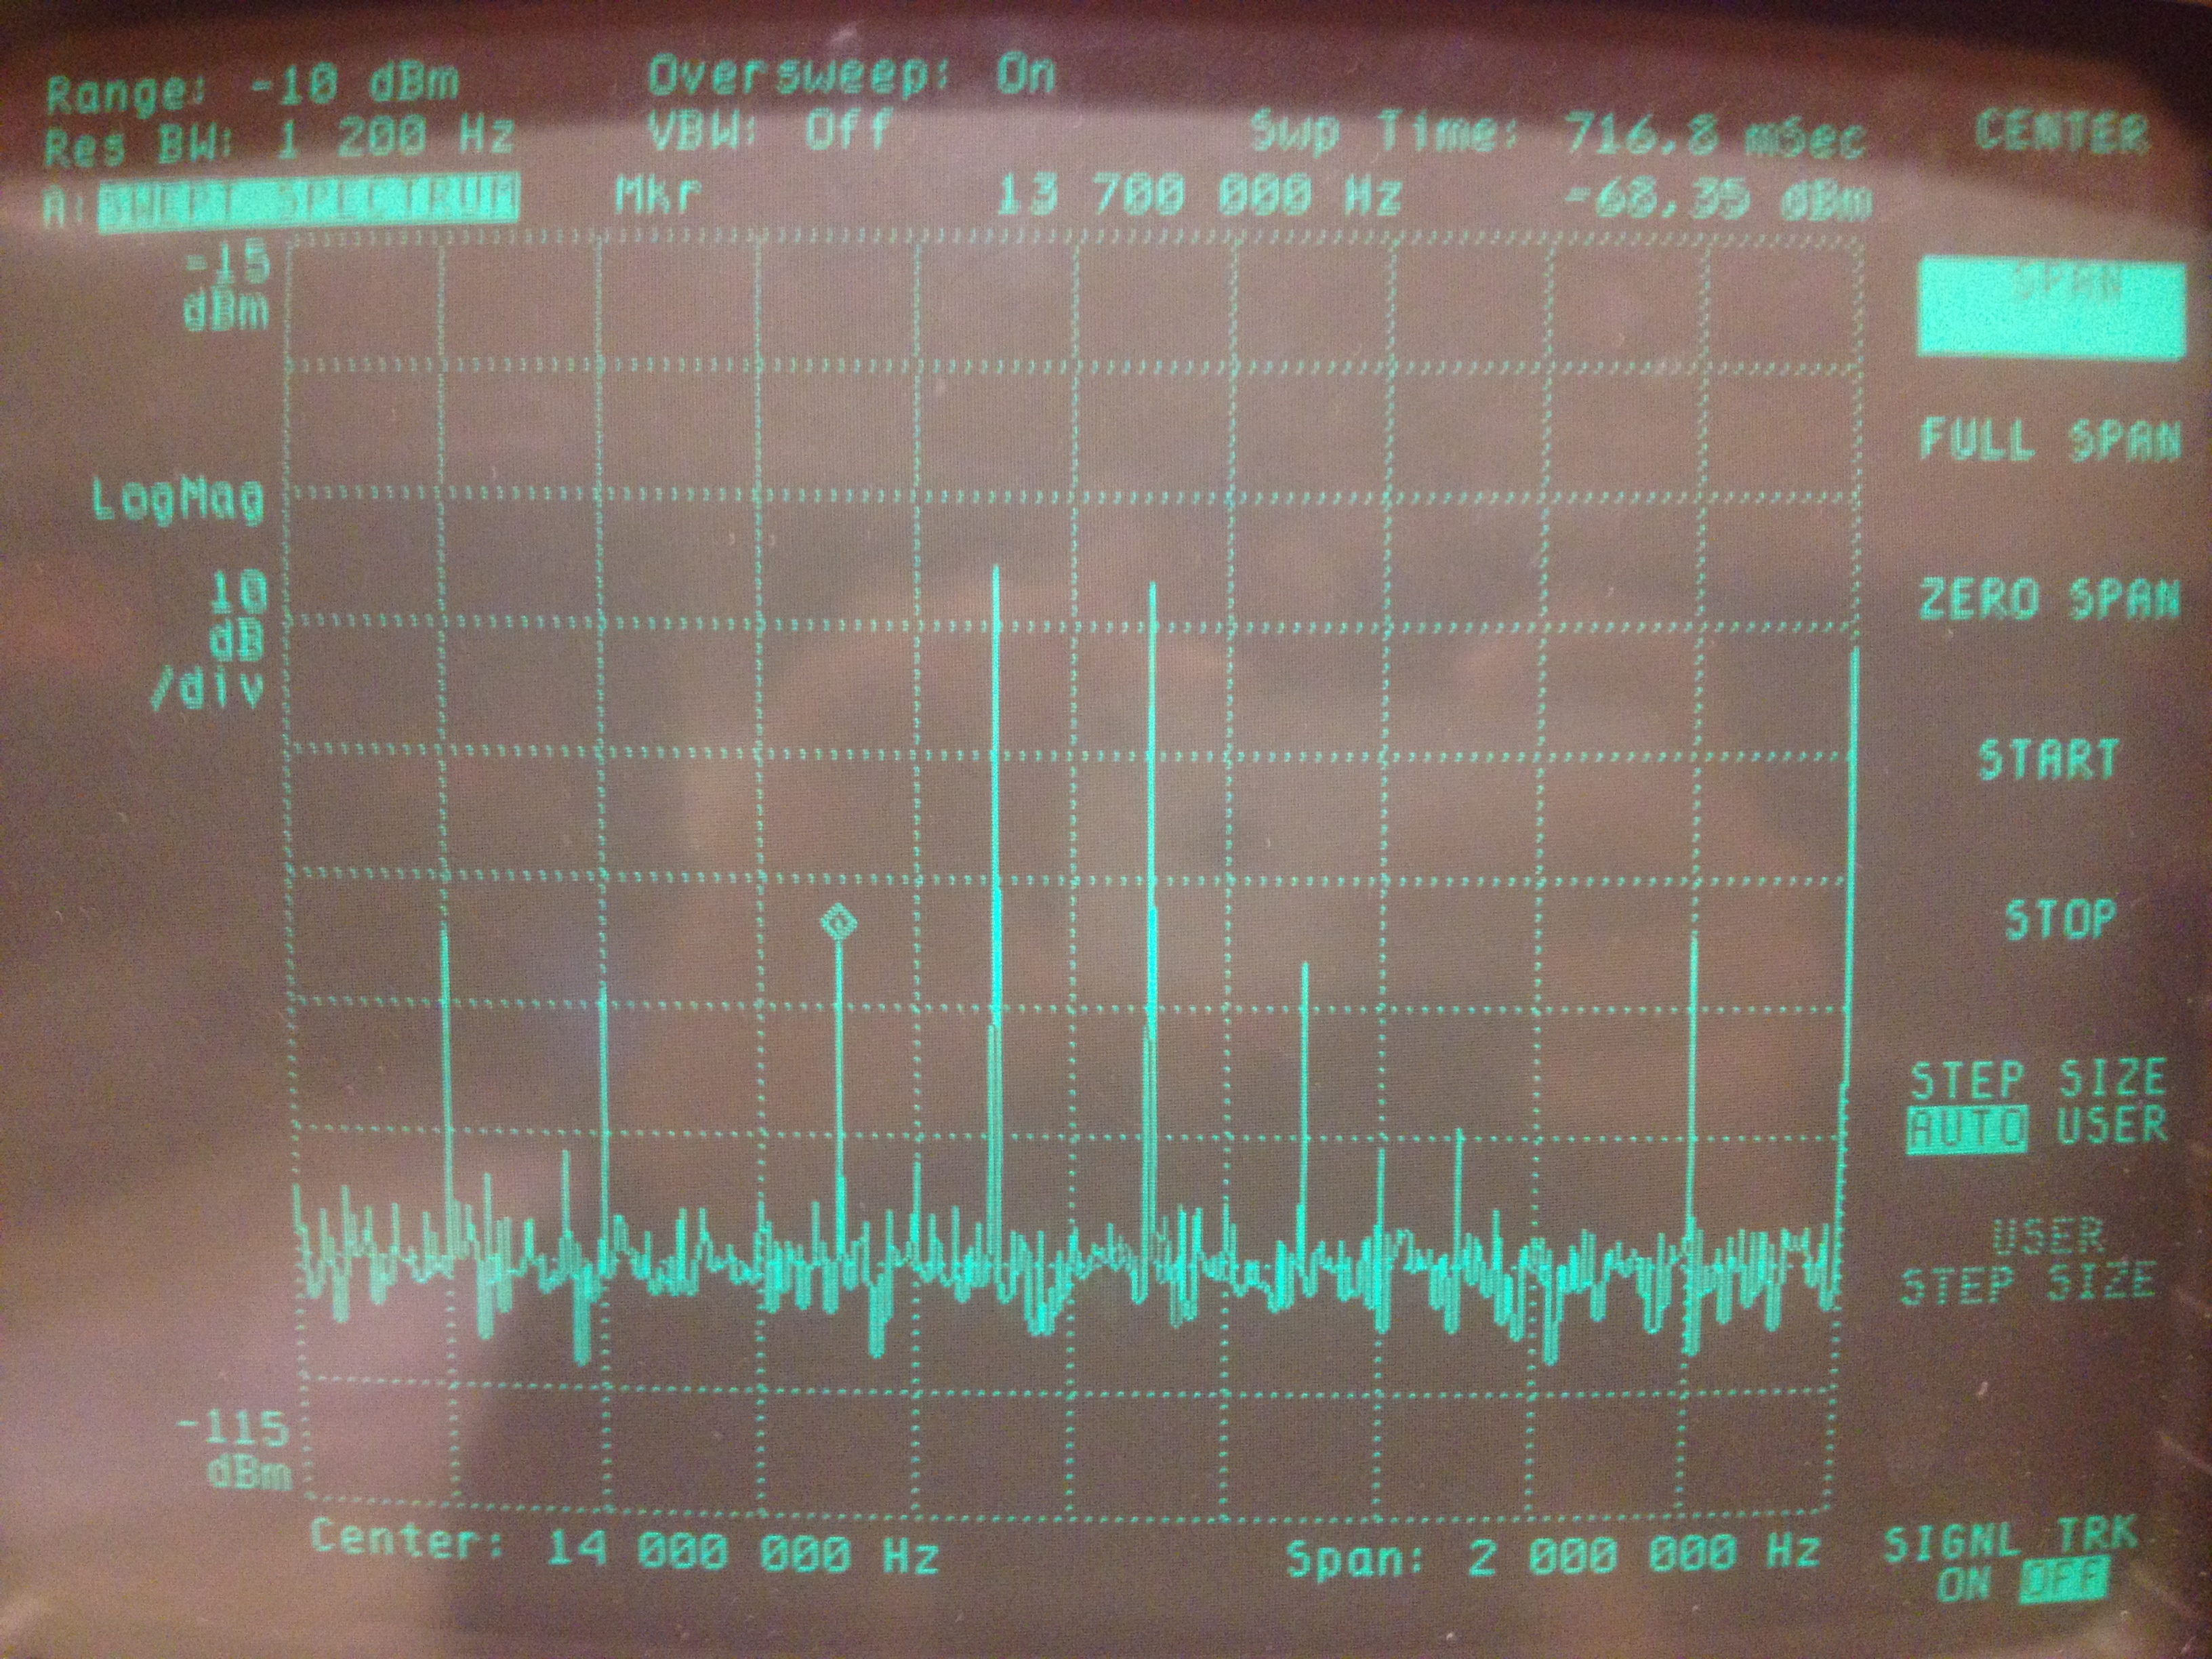 Range: -10 dBm
Oversweep: On
Res BW: 1 200 Hz
VBW: Off
Swp Time: 716,8 mSec
A: SWEPT SPECTRUM
Mkr
13 700 000 Hz
-68,35 dBm
-15
dBm
LogMag
10
dB
/div
-115
dBm
Center: 14 000 000 Hz
Span: 2 000 000 Hz
CENTER
SPAN
FULL SPAN
ZERO SPAN
START
STOP
STEP SIZE
AUTO USER
USER
STEP SIZE
SIGNL TRK
ON OFF